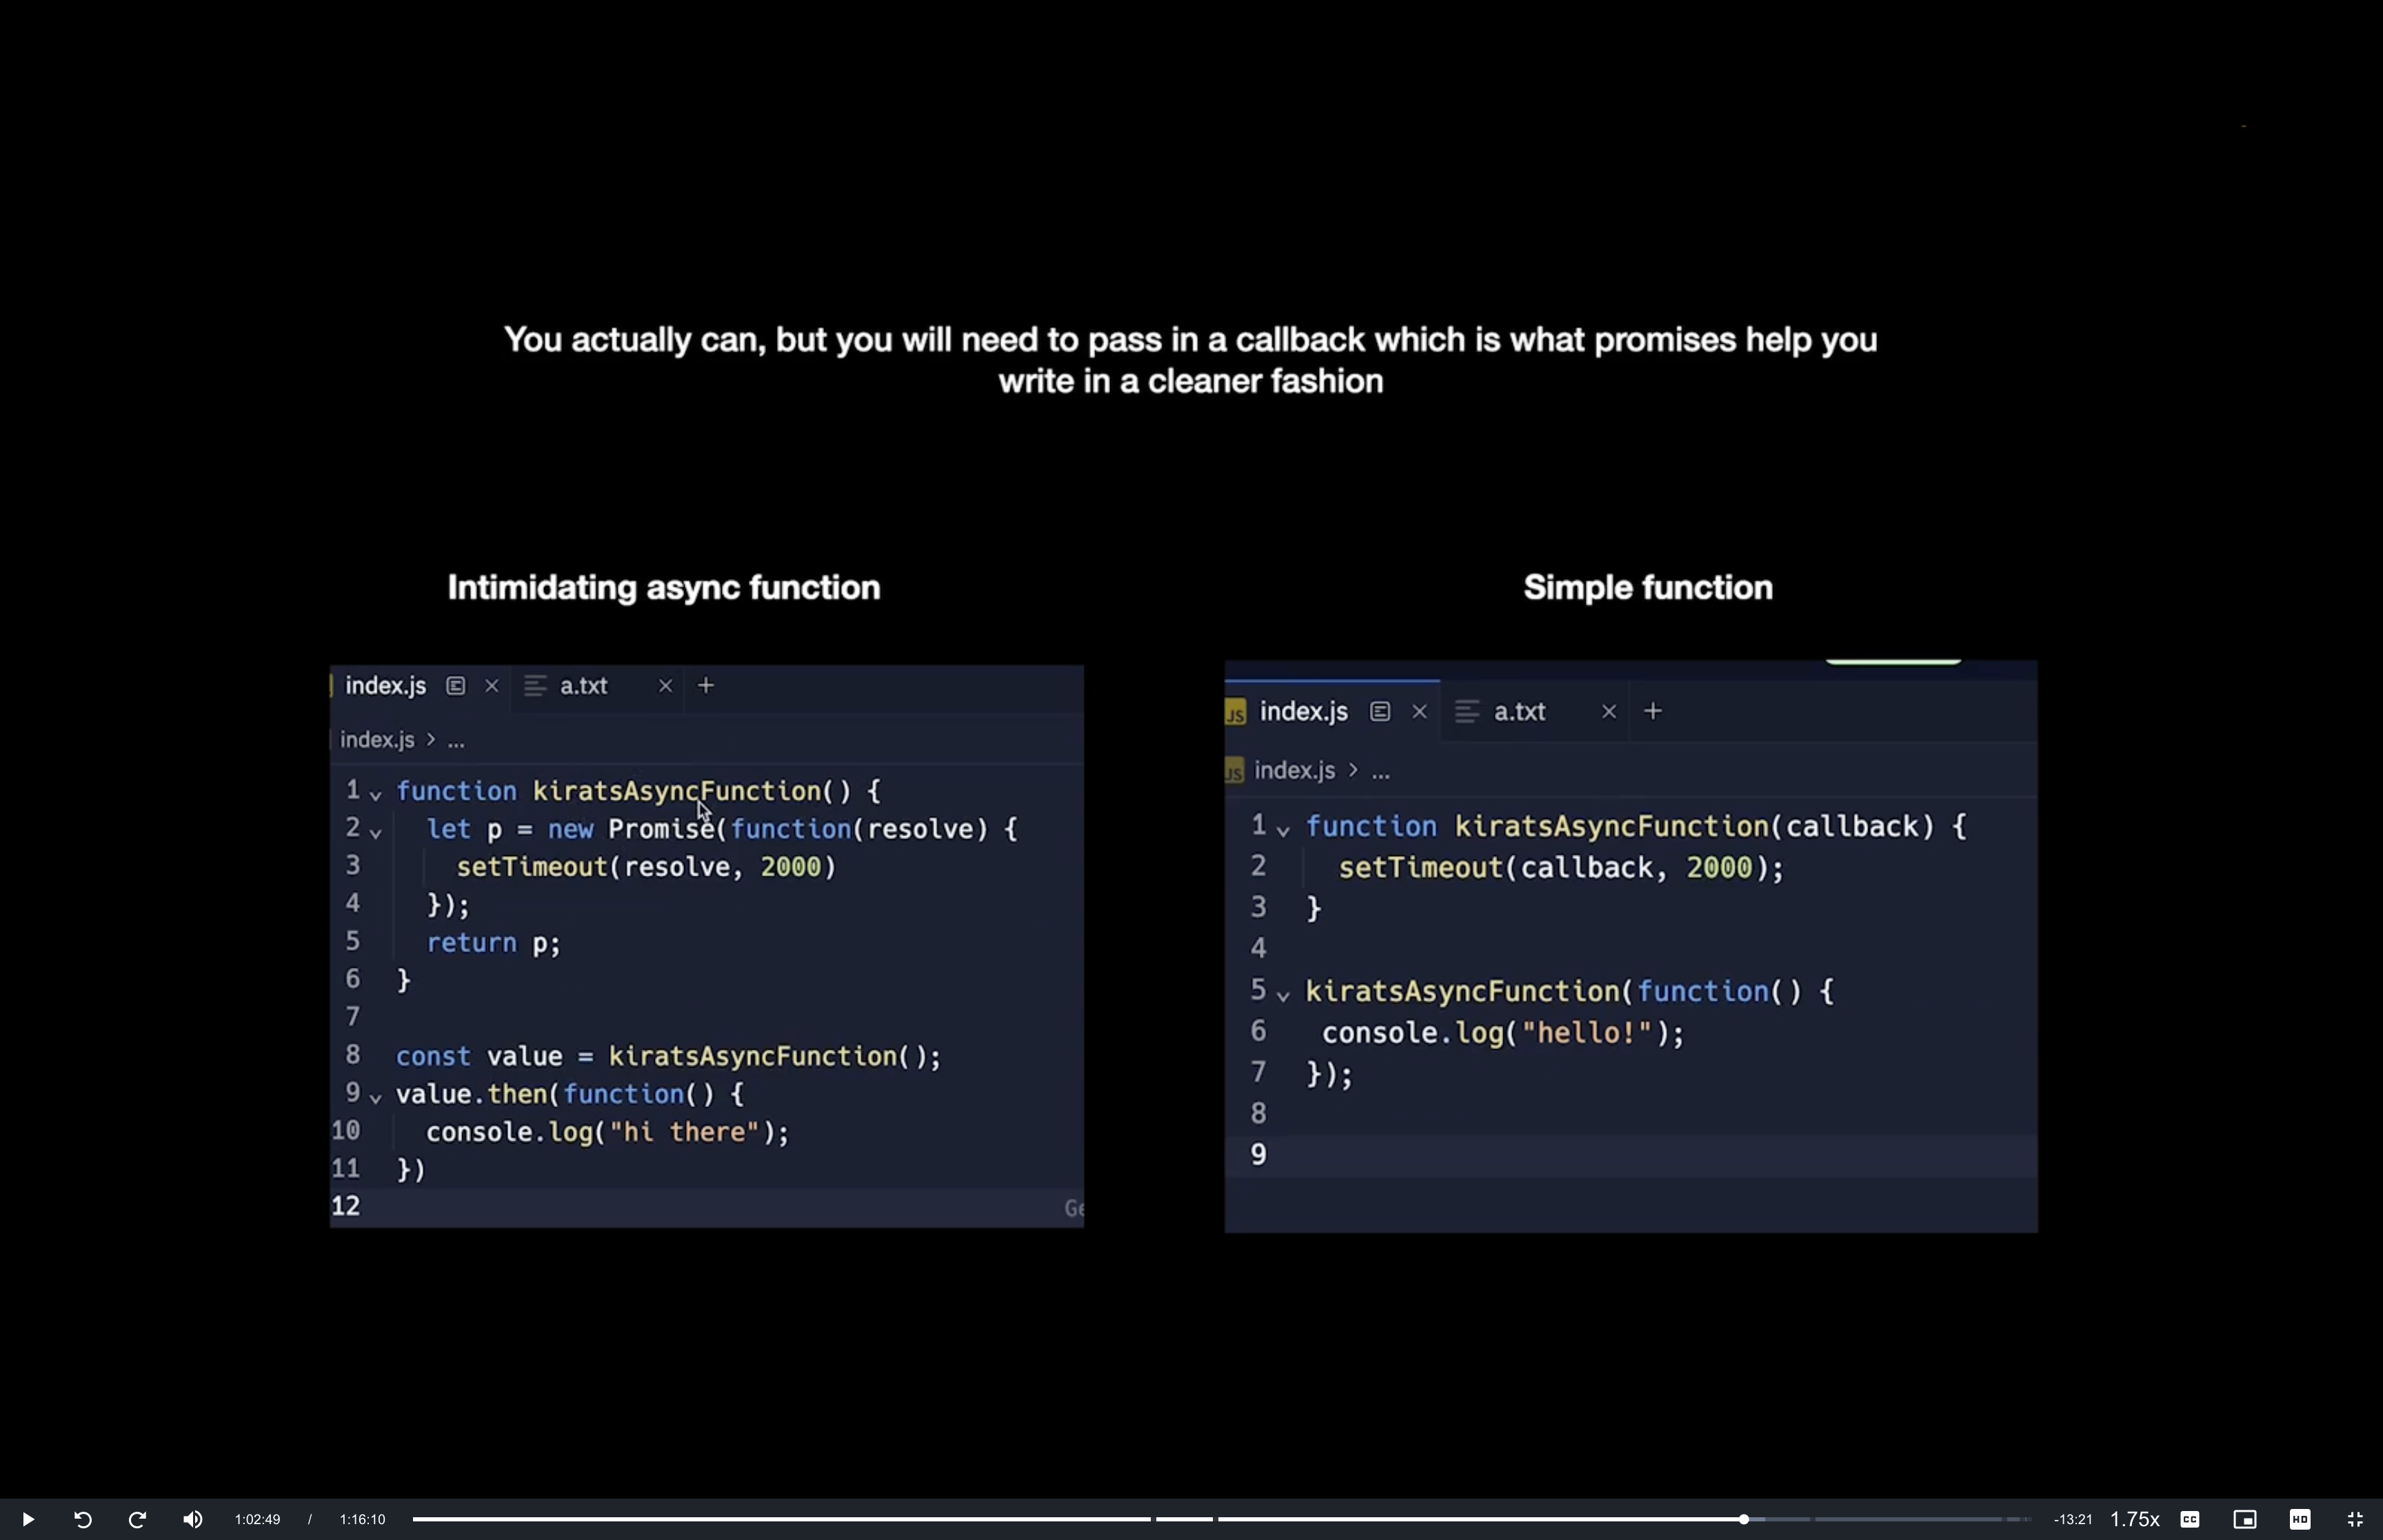 You actually can, but you will need to pass in a callback which is what promises help you
write in a cleaner fashion
Intimidating async function
index.js a.txt
index.js > ...
1 function kiratsAsyncFunction() {
2 let p = new Promise(function(resolve) {
3 setTimeout(resolve, 2000)
4 });
5 return p;
6 }
7
8 const value = kiratsAsyncFunction();
9 value.then(function() {
10 console.log("hi there");
11 })
12 Ge
Simple function
JS index.js a.txt
JS index.js > ...
1 function kiratsAsyncFunction(callback) {
2 setTimeout(callback, 2000);
3 }
4
5 kiratsAsyncFunction(function() {
6 console.log("hello!");
7 });
8
9
1:02:49 / 1:16:10 -13:21 1.75x CC HD